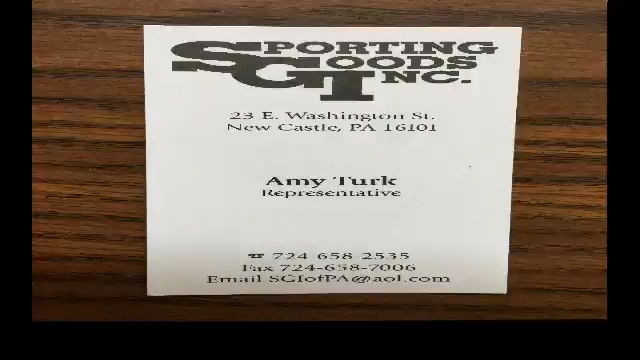 SPORTING
GOODS
INC.
23 E. Washington St.
New Castle, PA 16101
Amy Turk
Representative
☎ 724 658 2535
Fax 724-658-7006
Email SGIofPA@aol.com